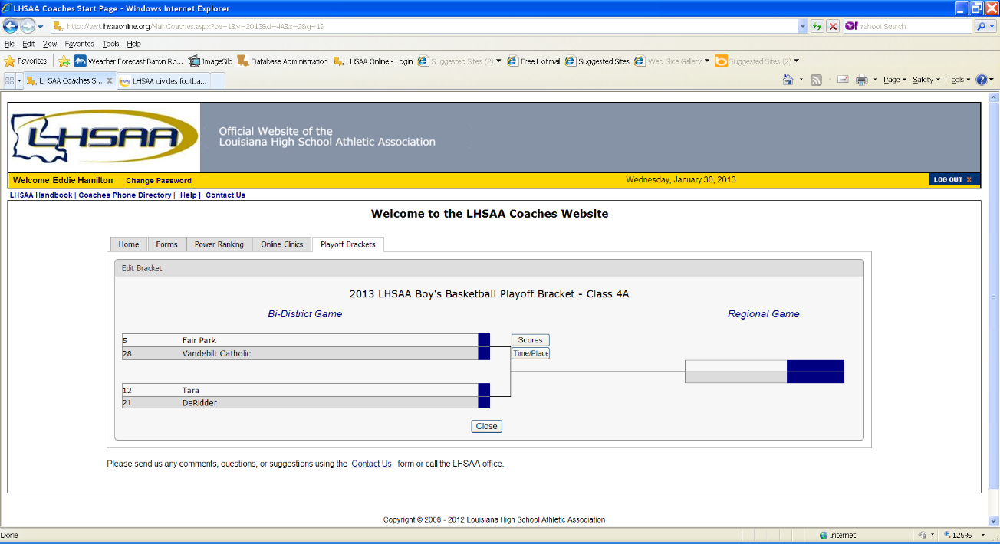 LHSAA Coaches Start Page - Windows Internet Explorer
http://test.lhsaaonline.org/MainCoaches.aspx?be=1&y=2013&d=4A&s=2&g=19
Yahoo! Search
File Edit View Favorites Tools Help
Favorites Weather Forecast Baton Ro... ImageSilo Database Administration LHSAA Online - Login Suggested Sites (2) Free Hotmail Suggested Sites Web Slice Gallery Suggested Sites (2)
LHSAA Coaches S... X nola LHSAA divides footba...
Page Safety Tools
LHSAA
Official Website of the
Louisiana High School Athletic Association
Welcome Eddie Hamilton Change Password Wednesday, January 30, 2013 LOG OUT X
LHSAA Handbook | Coaches Phone Directory | Help | Contact Us
Welcome to the LHSAA Coaches Website
Home Forms Power Ranking Online Clinics Playoff Brackets
Edit Bracket
2013 LHSAA Boy's Basketball Playoff Bracket - Class 4A
Bi-District Game Regional Game
5 Fair Park Scores
28 Vandebilt Catholic Time/Place
12 Tara
21 DeRidder
Close
Please send us any comments, questions, or suggestions using the Contact Us form or call the LHSAA office.
Copyright © 2008 - 2012 Louisiana High School Athletic Association
Done Internet 125%